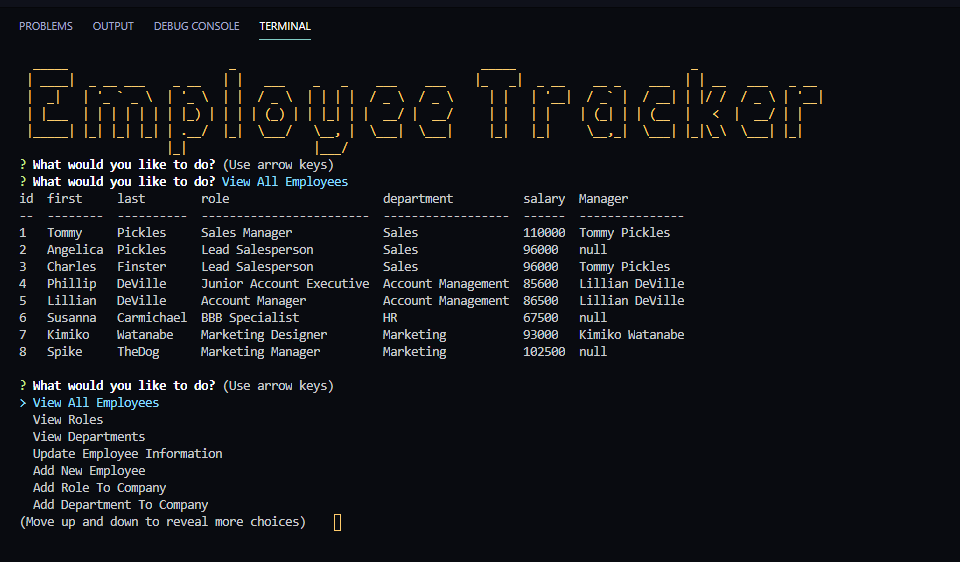 PROBLEMS OUTPUT DEBUG CONSOLE TERMINAL
Employee Tracker
? What would you like to do? (Use arrow keys)
? What would you like to do? View All Employees
id first last role department salary Manager
-- -------- ---------- ------------------------ ------------------ ------ ---------------
1 Tommy Pickles Sales Manager Sales 110000 Tommy Pickles
2 Angelica Pickles Lead Salesperson Sales 96000 null
3 Charles Finster Lead Salesperson Sales 96000 Tommy Pickles
4 Phillip DeVille Junior Account Executive Account Management 85600 Lillian DeVille
5 Lillian DeVille Account Manager Account Management 86500 Lillian DeVille
6 Susanna Carmichael BBB Specialist HR 67500 null
7 Kimiko Watanabe Marketing Designer Marketing 93000 Kimiko Watanabe
8 Spike TheDog Marketing Manager Marketing 102500 null
? What would you like to do? (Use arrow keys)
> View All Employees
View Roles
View Departments
Update Employee Information
Add New Employee
Add Role To Company
Add Department To Company
(Move up and down to reveal more choices)